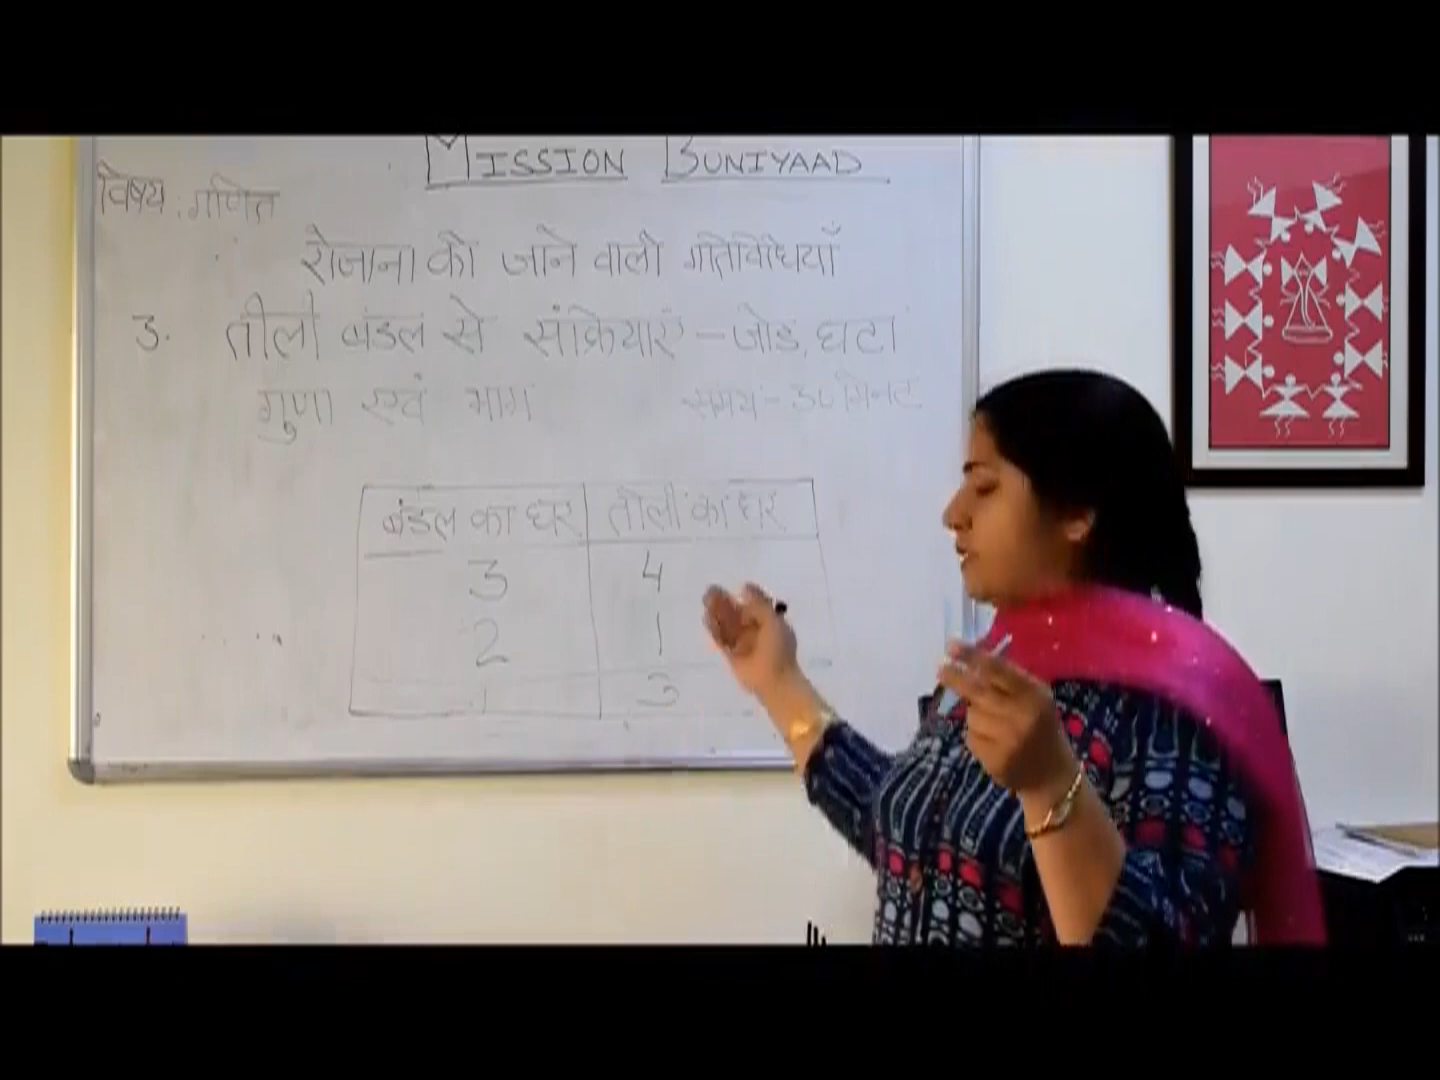 MISSION BUNIYAAD
विषय : गणित
रोजाना की जाने वाली गतिविधियाँ
3. तीली बंडल से संक्रियाएं - जोड, घटा
गुणा एवं भाग समय - 30 मिनट
बंडल का घर तीली का घर
3 4
2 1
1 3